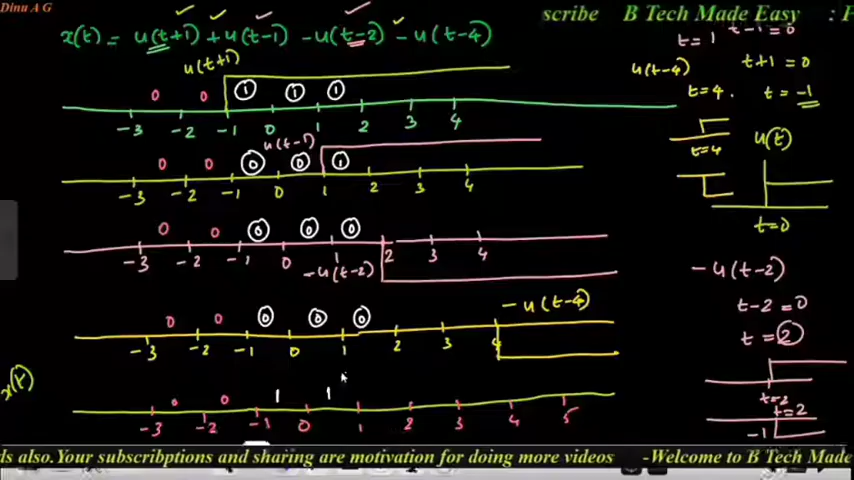 Dinu A G
scribe B Tech Made Easy : F
x(t) = u(t+1) + u(t-1) - u(t-2) - u(t-4)
t=1 t-1=0
u(t+1)
u(t-4)
t+1=0
t=4. t=-1
0 0 1 1 1
-3 -2 -1 0 1 2 3 4
t=4
u(t)
u(t-1)
0 0 0 0 1
-3 -2 -1 0 1 2 3 4
t=0
0 0 0 0 0
-3 -2 -1 0 1 2 3 4
-u(t-2)
-u(t-2)
t-2=0
t=2
-u(t-4)
0 0 0 0 0
-3 -2 -1 0 1 2 3 4
x(t)
0 0 1 1
-3 -2 -1 0 1 2 3 4 5
t=2
t=2
-1
ds also.Your subscribptions and sharing are motivation for doing more videos -Welcome to B Tech Made